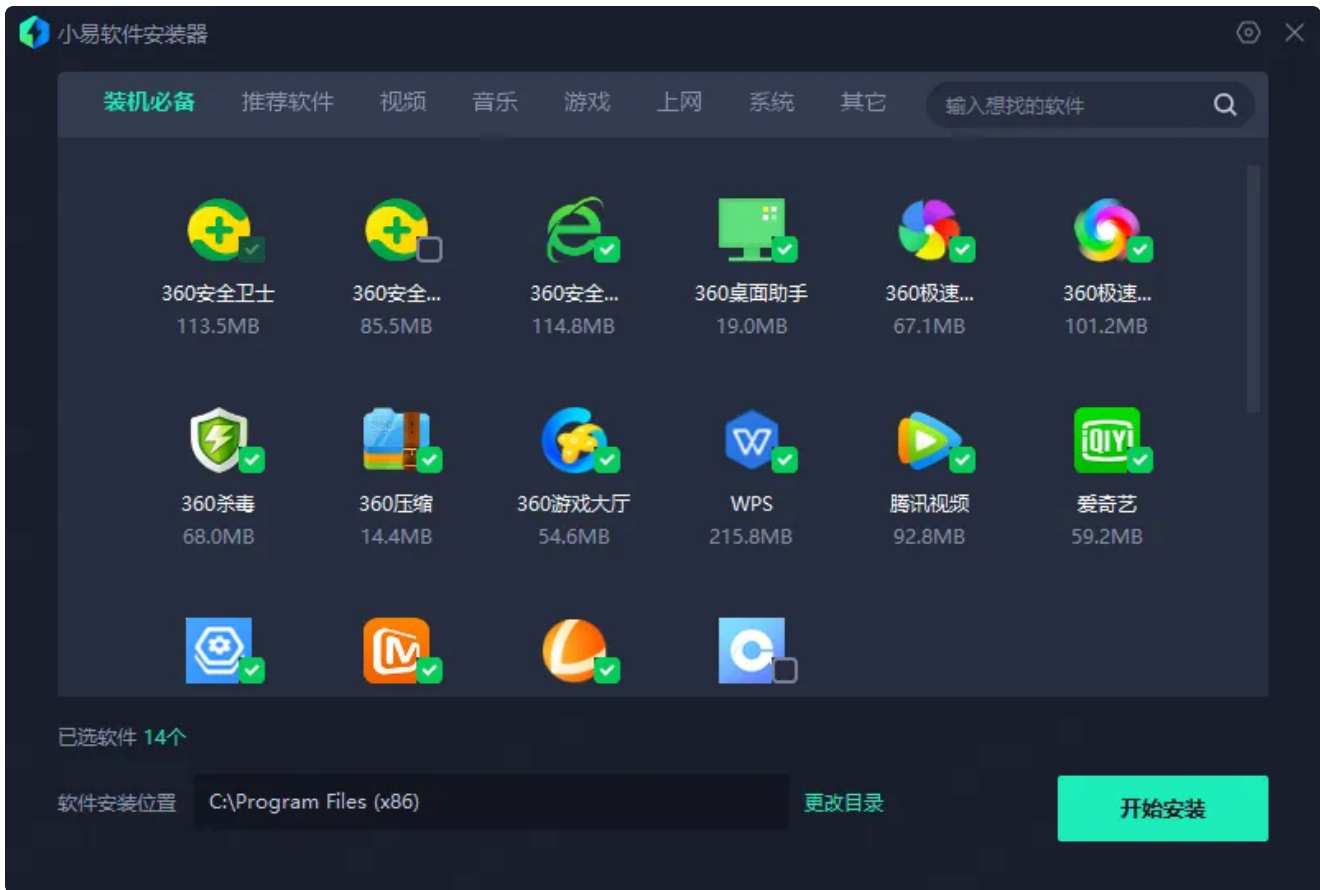 小易软件安装器
装机必备 推荐软件 视频 音乐 游戏 上网 系统 其它 输入想找的软件
360安全卫士 360安全... 360安全... 360桌面助手 360极速... 360极速...
113.5MB 85.5MB 114.8MB 19.0MB 67.1MB 101.2MB
iQIYI
360杀毒 360压缩 360游戏大厅 WPS 腾讯视频 爱奇艺
68.0MB 14.4MB 54.6MB 215.8MB 92.8MB 59.2MB
已选软件 14个
软件安装位置 C:\Program Files (x86) 更改目录 开始安装